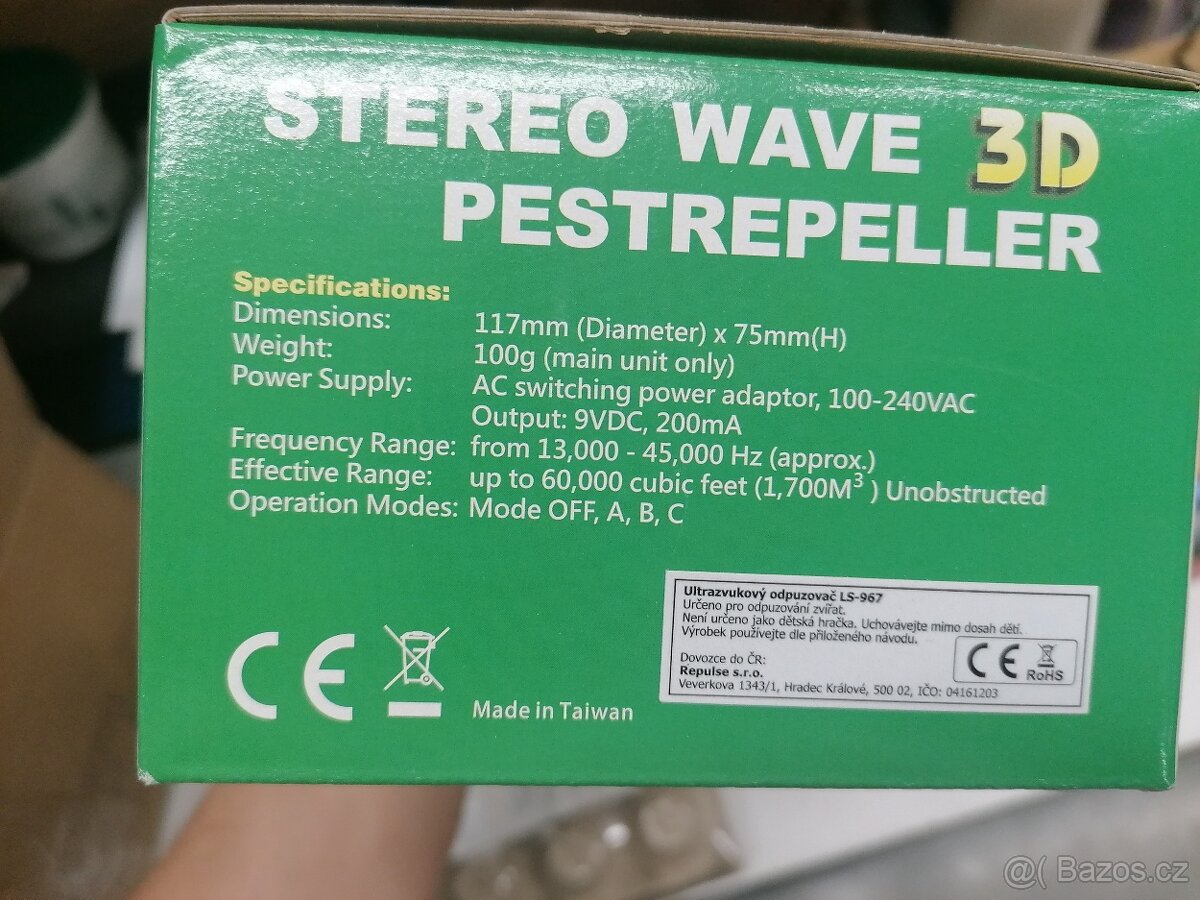 STEREO WAVE 3D
PESTREPELLER
Specifications:
Dimensions: 117mm (Diameter) x 75mm(H)
Weight: 100g (main unit only)
Power Supply: AC switching power adaptor, 100-240VAC
Output: 9VDC, 200mA
Frequency Range: from 13,000 - 45,000 Hz (approx.)
Effective Range: up to 60,000 cubic feet (1,700M³ ) Unobstructed
Operation Modes: Mode OFF, A, B, C
CE
Made in Taiwan
Ultrazvukový odpuzovač LS-967
Určeno pro odpuzování zvířat.
Není určeno jako dětská hračka. Uchovávejte mimo dosah dětí.
Výrobek používejte dle přiloženého návodu.
Dovozce do ČR:
Repulse s.r.o.
Veverkova 1343/1, Hradec Králové, 500 02, IČO: 04161203
CE RoHS
@( Bazos.cz